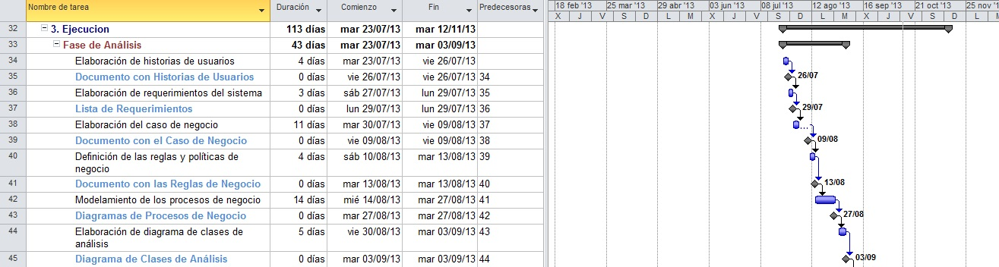 Nombre de tarea Duración Comienzo Fin Predecesoras 18 feb '13 25 mar '13 29 abr '13 03 jun '13 08 jul '13 12 ago '13 16 sep '13 21 oct '13 25 nov '1
X J V S D L M X J V S D L M X J V S D L M X
32 3. Ejecucion 113 días mar 23/07/13 mar 12/11/13
33 Fase de Análisis 43 días mar 23/07/13 mar 03/09/13
34 Elaboración de historias de usuarios 4 días mar 23/07/13 vie 26/07/13
35 Documento con Historias de Usuarios 0 días vie 26/07/13 vie 26/07/13 34 26/07
36 Elaboración de requerimientos del sistema 3 días sáb 27/07/13 lun 29/07/13 35
37 Lista de Requerimientos 0 días lun 29/07/13 lun 29/07/13 36 29/07
38 Elaboración del caso de negocio 11 días mar 30/07/13 vie 09/08/13 37
39 Documento con el Caso de Negocio 0 días vie 09/08/13 vie 09/08/13 38 09/08
40 Definición de las reglas y políticas de 4 días sáb 10/08/13 mar 13/08/13 39
negocio
41 Documento con las Reglas de Negocio 0 días mar 13/08/13 mar 13/08/13 40 13/08
42 Modelamiento de los procesos de negocio 14 días mié 14/08/13 mar 27/08/13 41
43 Diagramas de Procesos de Negocio 0 días mar 27/08/13 mar 27/08/13 42 27/08
44 Elaboración de diagrama de clases de 5 días vie 30/08/13 mar 03/09/13 43
análisis
45 Diagrama de Clases de Análisis 0 días mar 03/09/13 mar 03/09/13 44 03/09